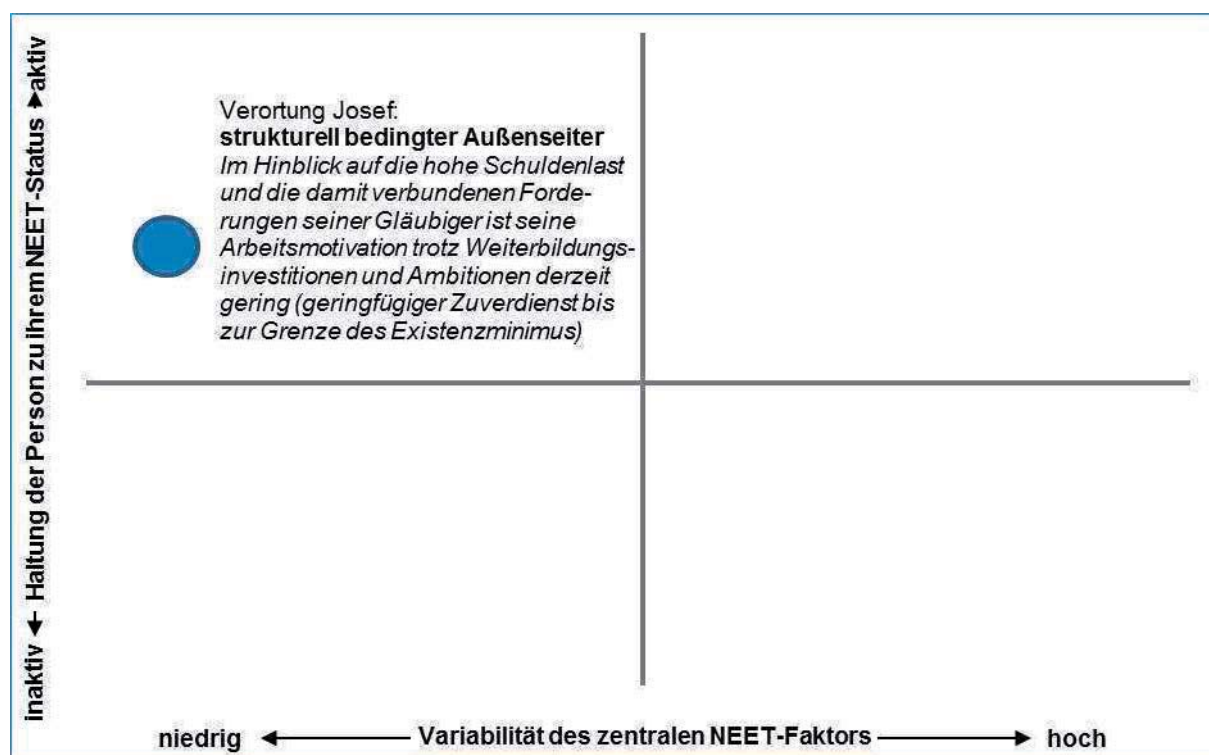 inaktiv ← Haltung der Person zu ihrem NEET-Status →aktiv
Verortung Josef:
strukturell bedingter Außenseiter
Im Hinblick auf die hohe Schuldenlast
und die damit verbundenen Forde-
rungen seiner Gläubiger ist seine
Arbeitsmotivation trotz Weiterbildungs-
investitionen und Ambitionen derzeit
gering (geringfügiger Zuverdienst bis
zur Grenze des Existenzminimus)
niedrig ← Variabilität des zentralen NEET-Faktors → hoch